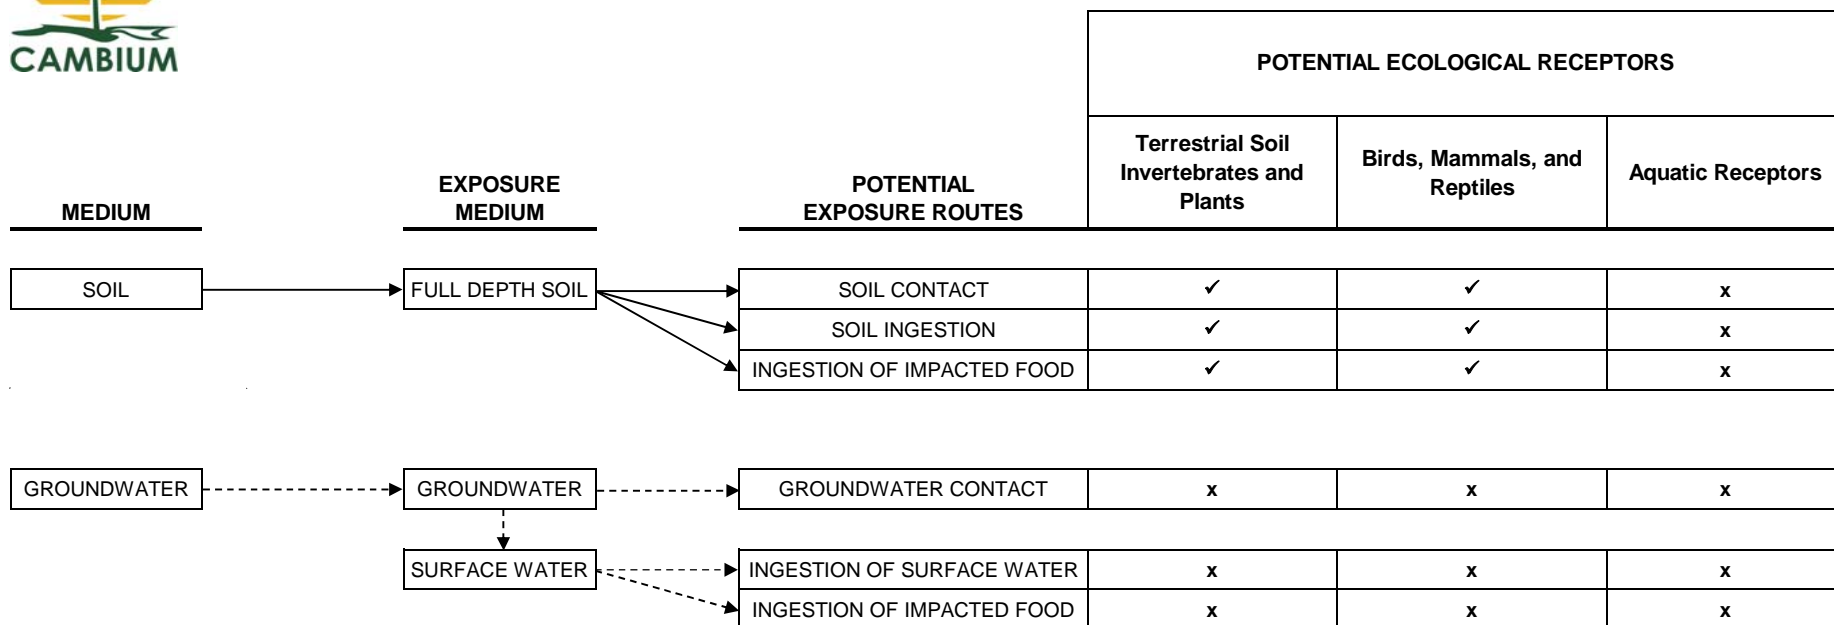 CAMBIUM
POTENTIAL ECOLOGICAL RECEPTORS
MEDIUM
EXPOSURE
MEDIUM
POTENTIAL
EXPOSURE ROUTES
Terrestrial Soil
Invertebrates and
Plants
Birds, Mammals, and
Reptiles
Aquatic Receptors
SOIL FULL DEPTH SOIL SOIL CONTACT ✓ ✓ x
SOIL INGESTION ✓ ✓ x
INGESTION OF IMPACTED FOOD ✓ ✓ x
GROUNDWATER GROUNDWATER GROUNDWATER CONTACT x x x
SURFACE WATER INGESTION OF SURFACE WATER x x x
INGESTION OF IMPACTED FOOD x x x